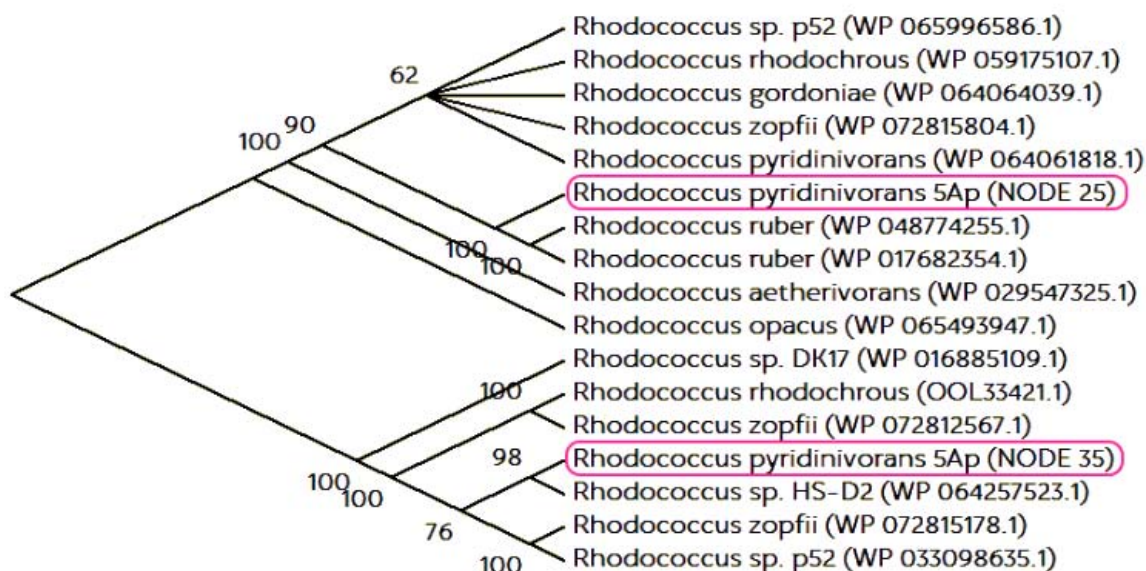 Rhodococcus sp. p52 (WP 065996586.1)
Rhodococcus rhodochrous (WP 059175107.1)
62
Rhodococcus gordoniae (WP 064064039.1)
Rhodococcus zopfii (WP 072815804.1)
90
100
Rhodococcus pyridinivorans (WP 064061818.1)
Rhodococcus pyridinivorans 5Ap (NODE 25)
Rhodococcus ruber (WP 048774255.1)
100
100
Rhodococcus ruber (WP 017682354.1)
Rhodococcus aetherivorans (WP 029547325.1)
Rhodococcus opacus (WP 065493947.1)
Rhodococcus sp. DK17 (WP 016885109.1)
100
Rhodococcus rhodochrous (OOL33421.1)
Rhodococcus zopfii (WP 072812567.1)
98
Rhodococcus pyridinivorans 5Ap (NODE 35)
100
100
Rhodococcus sp. HS-D2 (WP 064257523.1)
76
Rhodococcus zopfii (WP 072815178.1)
100
Rhodococcus sp. p52 (WP 033098635.1)